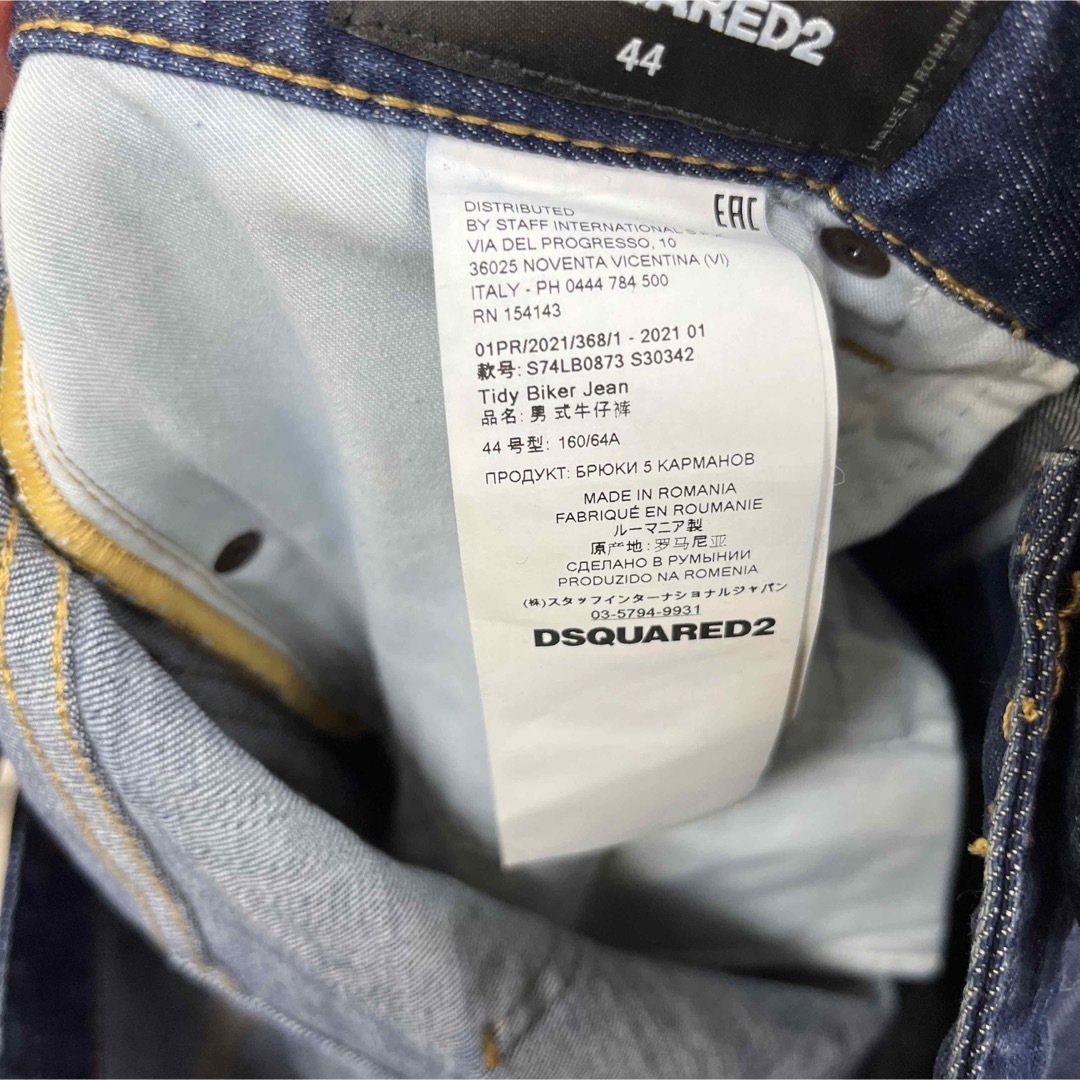 SQUARED2
44
MADE IN ROMANIA
EAC
DISTRIBUTED
BY STAFF INTERNATIONAL
VIA DEL PROGRESSO, 10
36025 NOVENTA VICENTINA (VI)
ITALY - PH 0444 784 500
RN 154143
01PR/2021/368/1 - 2021 01
款号: S74LB0873 S30342
Tidy Biker Jean
品名: 男 式牛仔裤
44 号型: 160/64A
ПРОДУКТ: БРЮКИ 5 КАРМАНОВ
MADE IN ROMANIA
FABRIQUÉ EN ROUMANIE
ルーマニア製
原产地: 罗马尼亚
СДЕЛАНО В РУМЫНИИ
PRODUZIDO NA ROMENIA
(株)スタッフインターナショナルジャパン
03-5794-9931
DSQUARED2